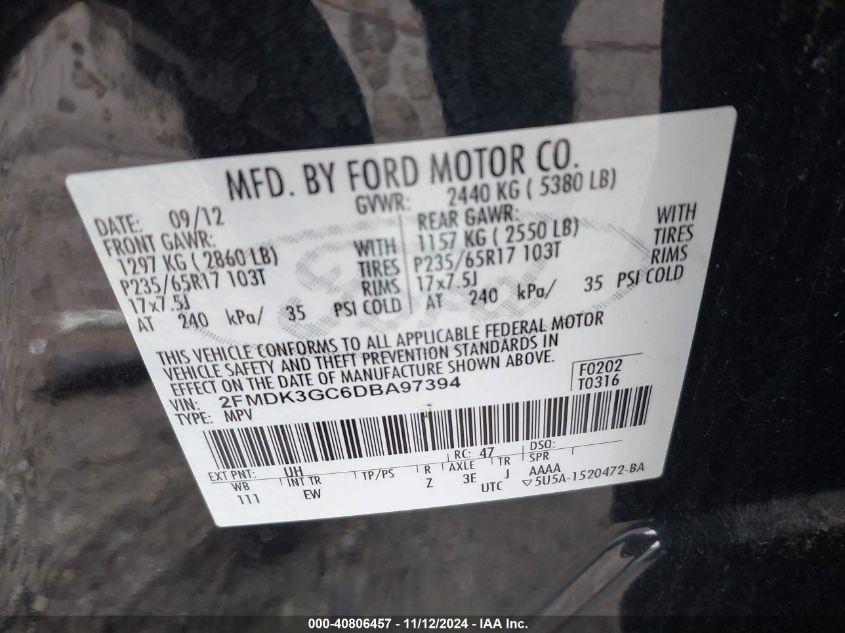 MFD. BY FORD MOTOR CO.
DATE: 09/12 GVWR: 2440 KG ( 5380 LB)
FRONT GAWR: REAR GAWR:
1297 KG ( 2860 LB) WITH 1157 KG ( 2550 LB) WITH
P235/65R17 103T TIRES P235/65R17 103T TIRES
17x7.5J RIMS 17x7.5J RIMS
AT 240 kPa/ 35 PSI COLD AT 240 kPa/ 35 PSI COLD
THIS VEHICLE CONFORMS TO ALL APPLICABLE FEDERAL MOTOR
VEHICLE SAFETY AND THEFT PREVENTION STANDARDS IN
EFFECT ON THE DATE OF MANUFACTURE SHOWN ABOVE.
VIN: 2FMDK3GC6DBA97394 F0202
TYPE: MPV T0316
EXT PNT: UH RC: 47 DSO:
WB INT TR TP/PS R AXLE TR SPR
111 EW Z 3E J AAAA
UTC ▽5U5A-1520472-BA
Ford
000-40806457 - 11/12/2024 - IAA Inc.